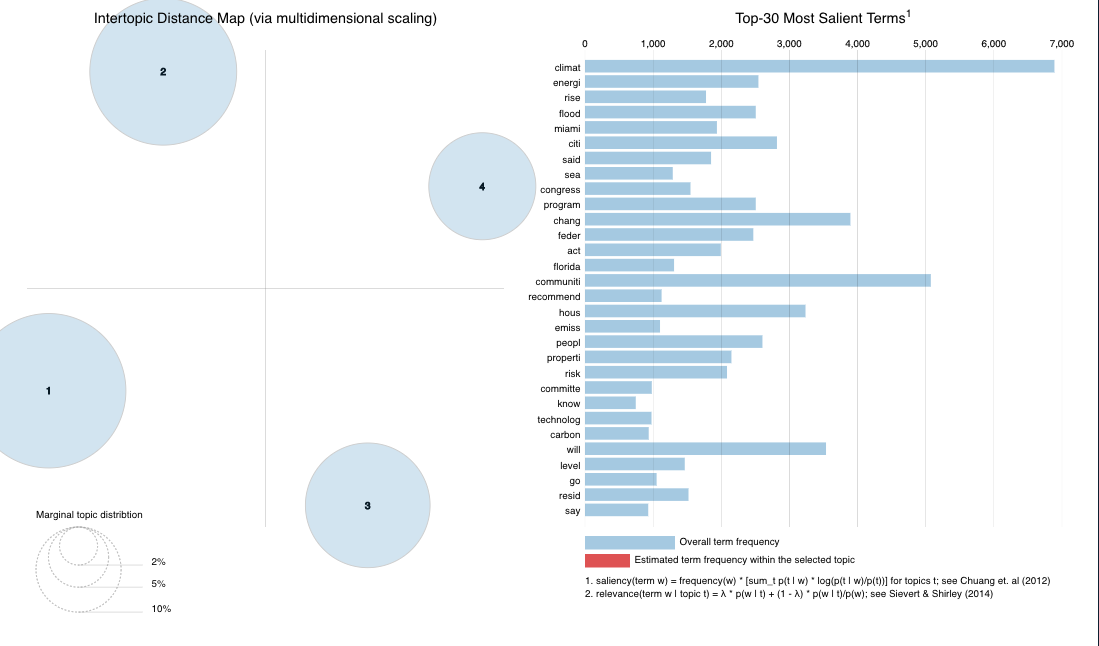 Intertopic Distance Map (via multidimensional scaling)
2
4
1
3
Marginal topic distribtion
2%
5%
10%
Top-30 Most Salient Terms1
0 1,000 2,000 3,000 4,000 5,000 6,000 7,000
climat
energi
rise
flood
miami
citi
said
sea
congress
program
chang
feder
act
florida
communiti
recommend
hous
emiss
peopl
properti
risk
committe
know
technolog
carbon
will
level
go
resid
say
Overall term frequency
Estimated term frequency within the selected topic
1. saliency(term w) = frequency(w) * [sum_t p(t | w) * log(p(t | w)/p(t))] for topics t; see Chuang et. al (2012)
2. relevance(term w | topic t) = λ * p(w | t) + (1 - λ) * p(w | t)/p(w); see Sievert & Shirley (2014)